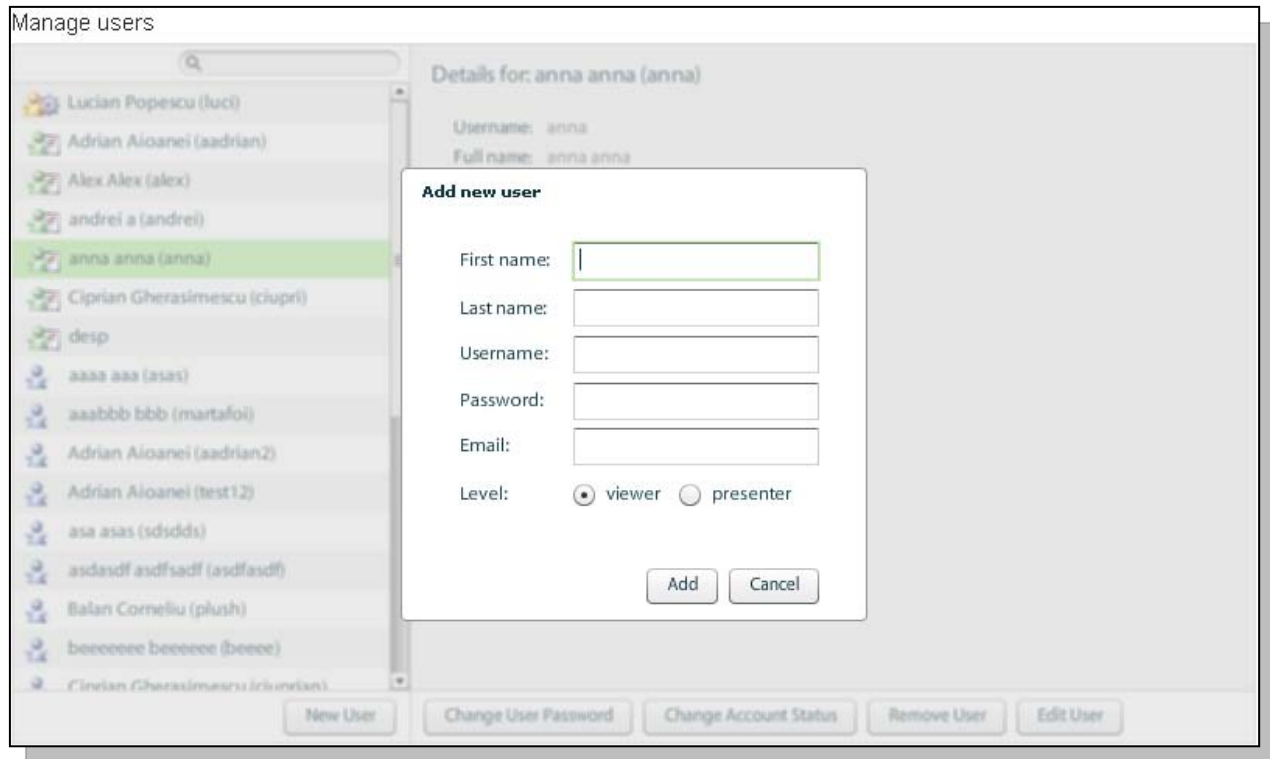 Manage users
Lucian Popescu (luci)
Adrian Aioanei (aadrian)
Alex Alex (alex)
andrei a (andrei)
anna anna (anna)
Ciprian Gherasimescu (ciupri)
desp
aaaa aaa (asas)
aaabbb bbb (martafoi)
Adrian Aioanei (aadrian2)
Adrian Aioanei (test12)
asa asas (sdsdds)
asdasdf asdfsadf (asdfasdf)
Balan Corneliu (plush)
beeeeeee beeeeee (beeee)
Ciprian Gherasimescu (ciuprian)
New User
Details for: anna anna (anna)
Username: anna
Full name: anna anna
Add new user
First name:
Last name:
Username:
Password:
Email:
Level: viewer presenter
Add Cancel
Change User Password Change Account Status Remove User Edit User